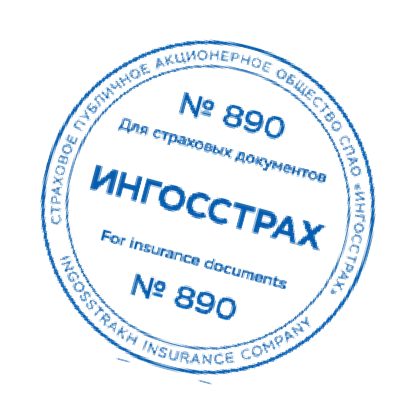 СТРАХОВОЕ ПУБЛИЧНОЕ АКЦИОНЕРНОЕ ОБЩЕСТВО СПАО «ИНГОССТРАХ»
№ 890
Для страховых документов
ИНГОССТРАХ
For insurance documents
№ 890
INGOSSTRAKH INSURANCE COMPANY